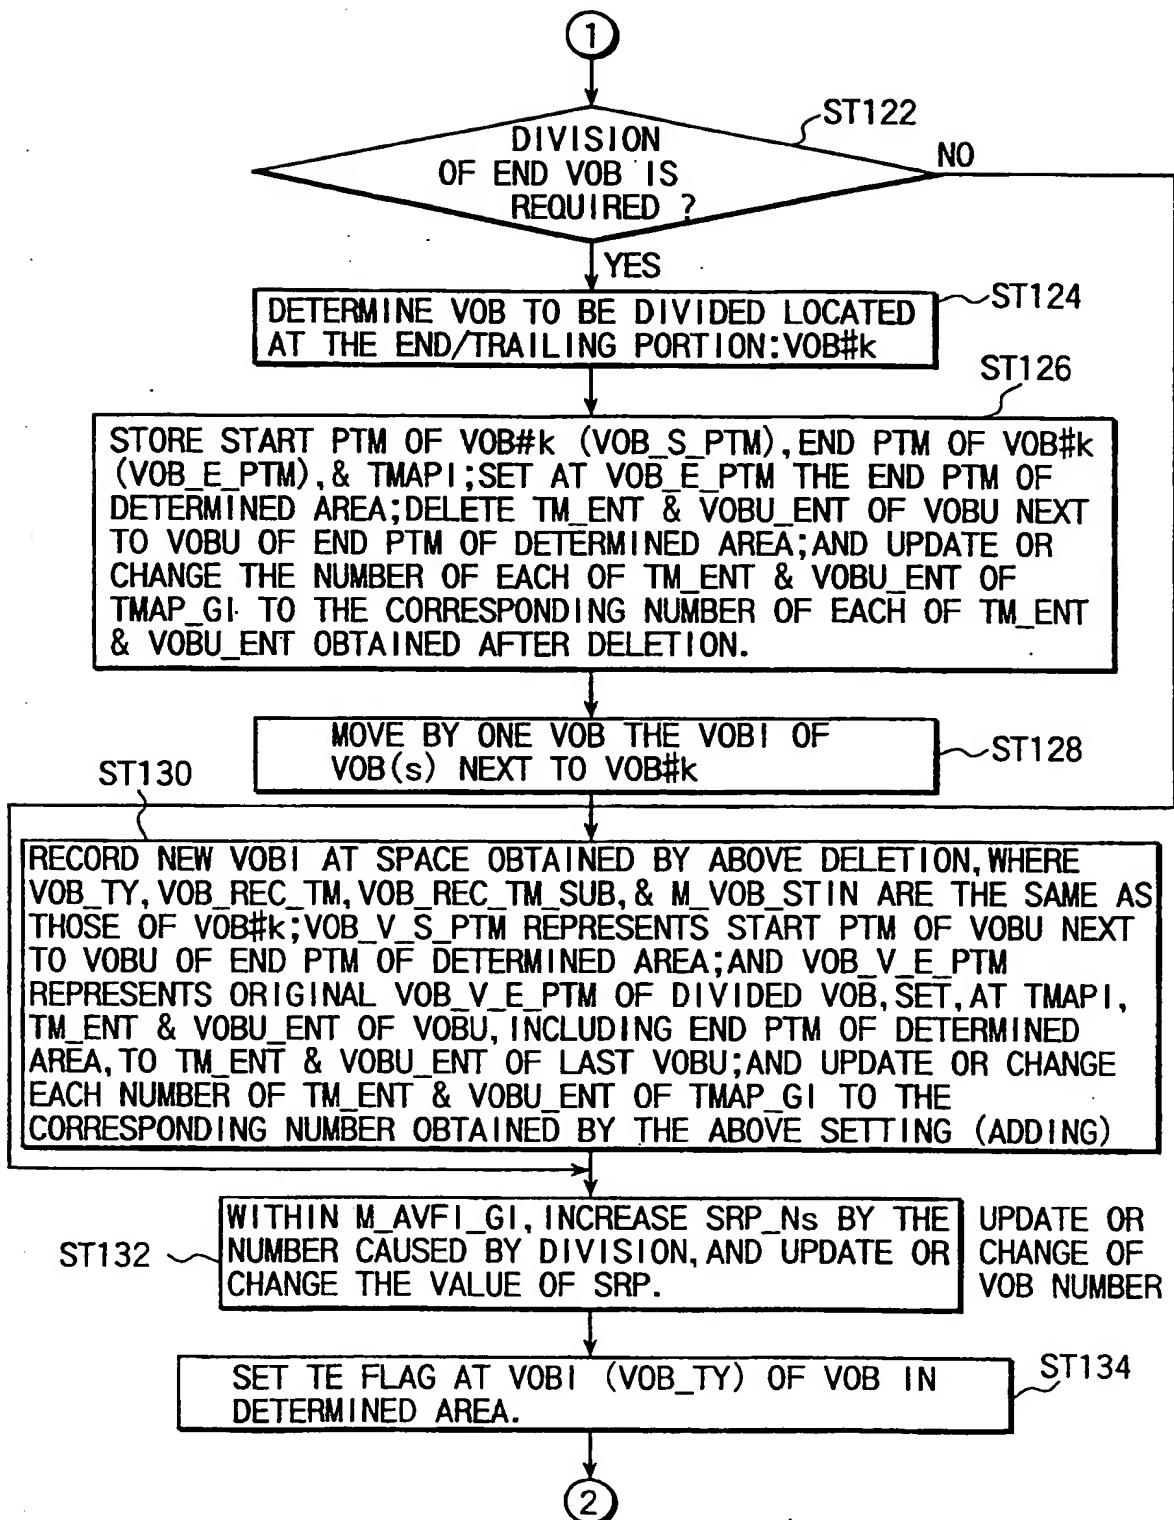 1
ST122
DIVISION
OF END VOB IS
REQUIRED ?
NO
YES
ST124
DETERMINE VOB TO BE DIVIDED LOCATED
AT THE END/TRAILING PORTION:VOB#k
ST126
STORE START PTM OF VOB#k (VOB_S_PTM), END PTM OF VOB#k
(VOB_E_PTM), & TMAPI;SET AT VOB_E_PTM THE END PTM OF
DETERMINED AREA;DELETE TM_ENT & VOBU_ENT OF VOBU NEXT
TO VOBU OF END PTM OF DETERMINED AREA;AND UPDATE OR
CHANGE THE NUMBER OF EACH OF TM_ENT & VOBU_ENT OF
TMAP_GI TO THE CORRESPONDING NUMBER OF EACH OF TM_ENT
& VOBU_ENT OBTAINED AFTER DELETION.
MOVE BY ONE VOB THE VOBI OF
VOB(s) NEXT TO VOB#k
ST128
ST130
RECORD NEW VOBI AT SPACE OBTAINED BY ABOVE DELETION, WHERE
VOB_TY, VOB_REC_TM, VOB_REC_TM_SUB, & M_VOB_STIN ARE THE SAME AS
THOSE OF VOB#k;VOB_V_S_PTM REPRESENTS START PTM OF VOBU NEXT
TO VOBU OF END PTM OF DETERMINED AREA;AND VOB_V_E_PTM
REPRESENTS ORIGINAL VOB_V_E_PTM OF DIVIDED VOB, SET, AT TMAPI,
TM_ENT & VOBU_ENT OF VOBU, INCLUDING END PTM OF DETERMINED
AREA, TO TM_ENT & VOBU_ENT OF LAST VOBU;AND UPDATE OR CHANGE
EACH NUMBER OF TM_ENT & VOBU_ENT OF TMAP_GI TO THE
CORRESPONDING NUMBER OBTAINED BY THE ABOVE SETTING (ADDING)
ST132
WITHIN M_AVFI_GI, INCREASE SRP_Ns BY THE
NUMBER CAUSED BY DIVISION, AND UPDATE OR
CHANGE THE VALUE OF SRP.
UPDATE OR
CHANGE OF
VOB NUMBER
SET TE FLAG AT VOBI (VOB_TY) OF VOB IN
DETERMINED AREA.
ST134
2